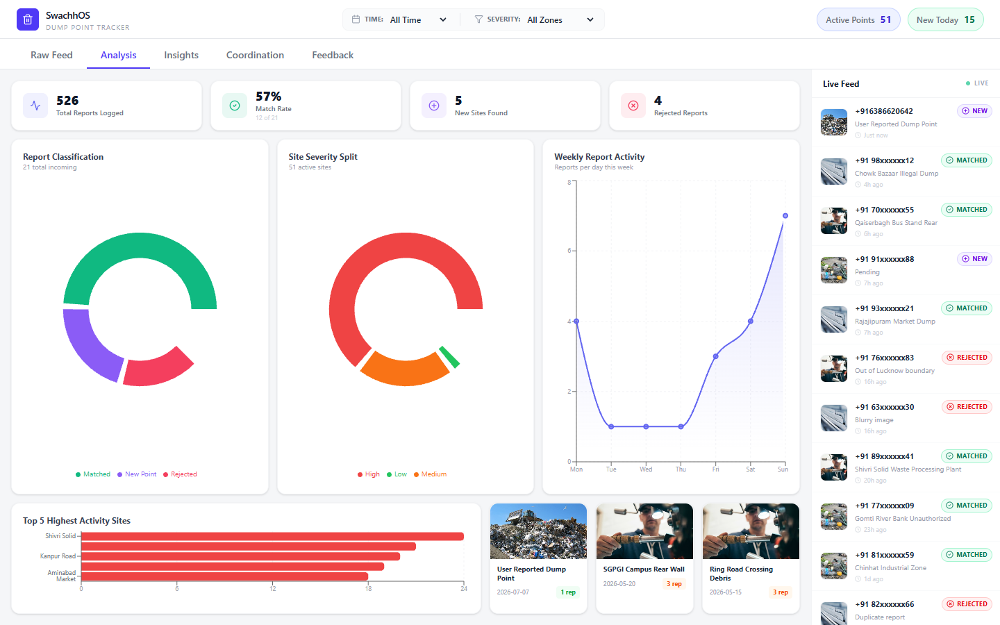 SwachhOS
DUMP POINT TRACKER
TIME: All Time
SEVERITY: All Zones
Active Points 51
New Today 15
Raw Feed
Analysis
Insights
Coordination
Feedback
526
Total Reports Logged
57%
Match Rate
12 of 21
5
New Sites Found
4
Rejected Reports
Report Classification
21 total incoming
Matched New Point Rejected
Site Severity Split
51 active sites
High Low Medium
Weekly Report Activity
Reports per day this week
8
6
4
2
0
Mon Tue Wed Thu Fri Sat Sun
Top 5 Highest Activity Sites
Shivri Solid
Kanpur Road
Aminabad
Market
0 6 12 18 24
User Reported Dump
Point
2026-07-07 1 rep
SGPGI Campus Rear Wall
2026-05-20 3 rep
Ring Road Crossing
Debris
2026-05-15 3 rep
Live Feed
LIVE
+916386620642 NEW
User Reported Dump Point
Just now
+91 98xxxxxx12 MATCHED
Chowk Bazaar Illegal Dump
4h ago
+91 70xxxxxx55 MATCHED
Qaiserbagh Bus Stand Rear
6h ago
+91 91xxxxxx88 NEW
Pending
7h ago
+91 93xxxxxx21 MATCHED
Rajajipuram Market Dump
7h ago
+91 76xxxxxx83 REJECTED
Out of Lucknow boundary
16h ago
+91 63xxxxxx30 REJECTED
Blurry image
16h ago
+91 89xxxxxx41 MATCHED
Shivri Solid Waste Processing Plant
20h ago
+91 77xxxxxx09 MATCHED
Gomti River Bank Unauthorized
23h ago
+91 81xxxxxx59 MATCHED
Chinhat Industrial Zone
1d ago
+91 82xxxxxx66 REJECTED
Duplicate report